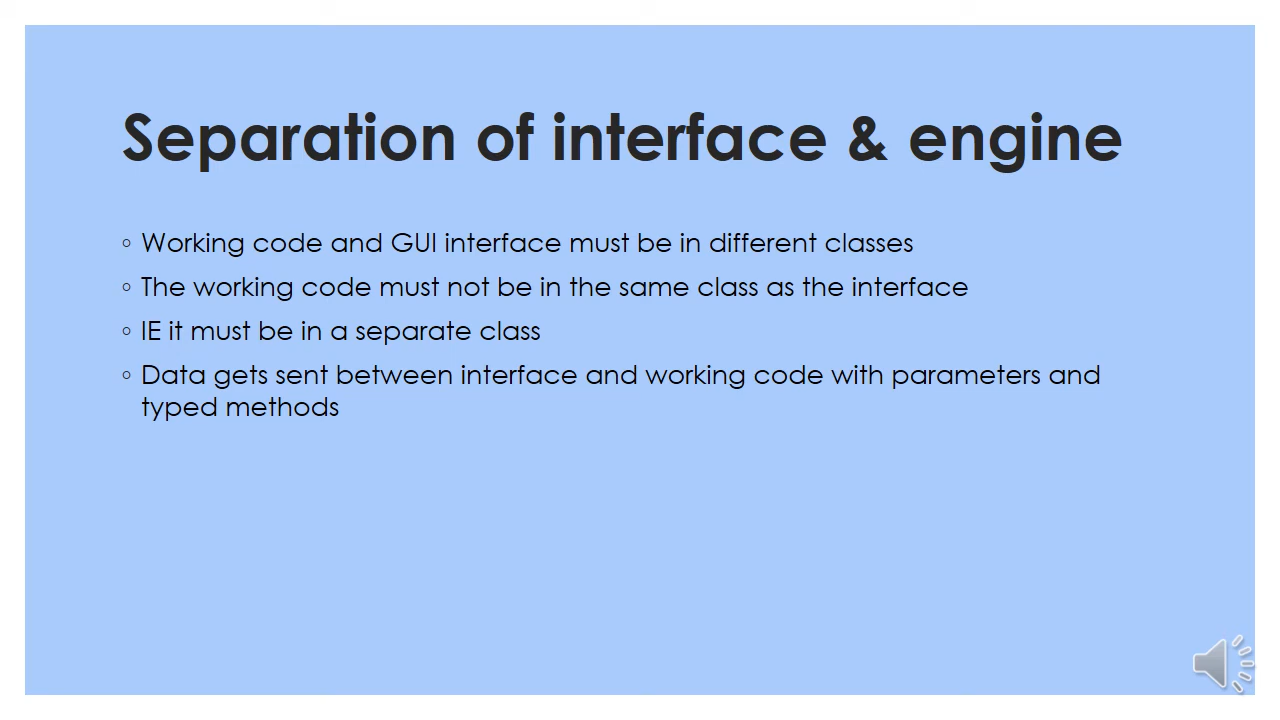 Separation of interface & engine
◦ Working code and GUI interface must be in different classes
◦ The working code must not be in the same class as the interface
◦ IE it must be in a separate class
◦ Data gets sent between interface and working code with parameters and
typed methods